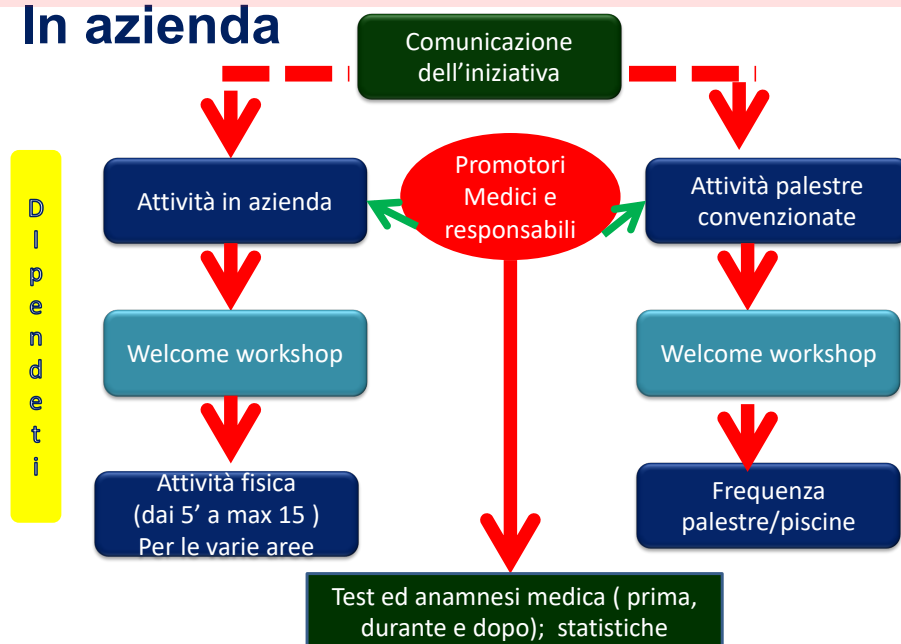 In azienda
Comunicazione
dell’iniziativa
DIpendeti
Attività in azienda
Promotori
Medici e
responsabili
Attività palestre
convenzionate
Welcome workshop
Welcome workshop
Attività fisica
(dai 5’ a max 15 )
Per le varie aree
Frequenza
palestre/piscine
Test ed anamnesi medica ( prima,
durante e dopo);  statistiche